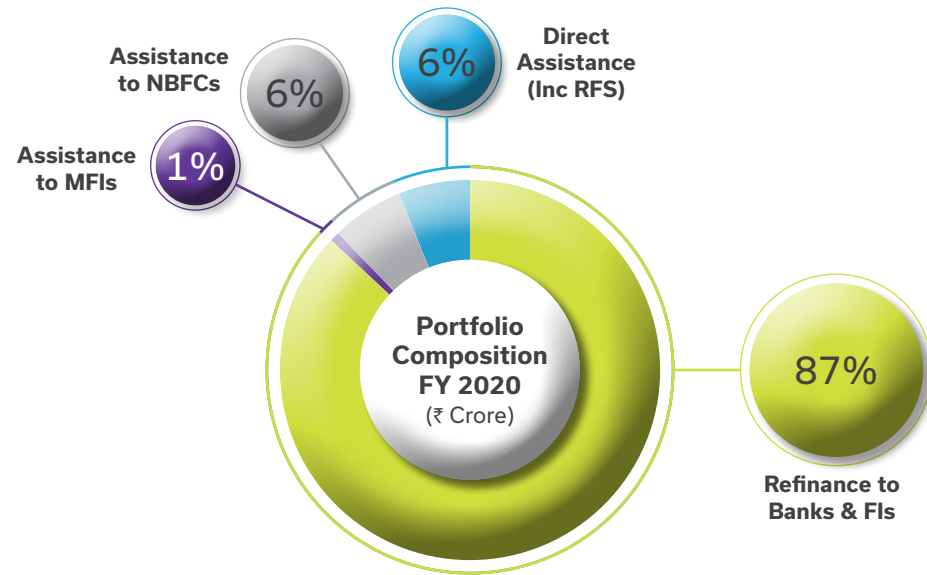 Direct
Assistance
(Inc RFS)
6%
Assistance
to NBFCs
6%
Assistance
to MFIs
1%
Portfolio
Composition
FY 2020
(₹ Crore)
87%
Refinance to
Banks & FIs